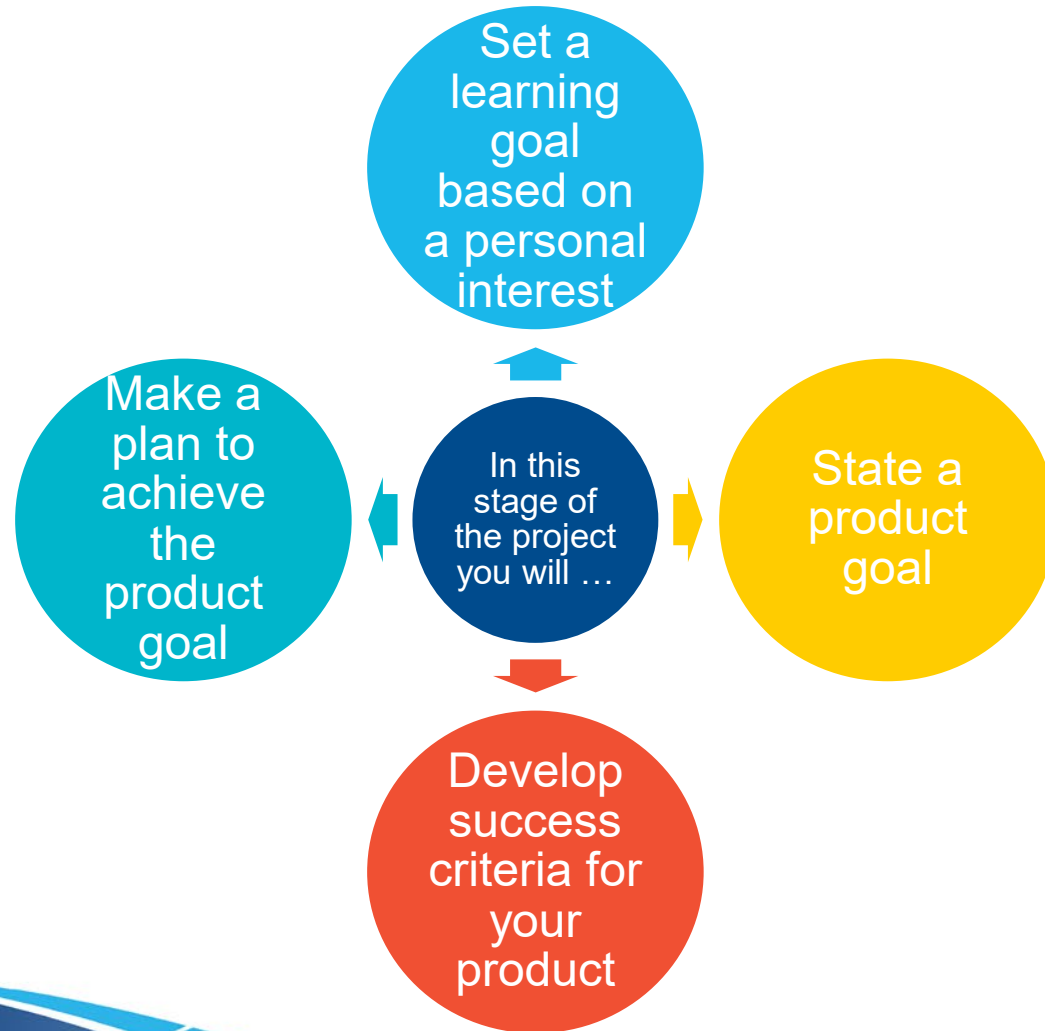 Set a
learning
goal
based on
a personal
interest
Make a
plan to
achieve
the
product
goal
In this
stage of
the project
you will …
State a
product
goal
Develop
success
criteria for
your
product